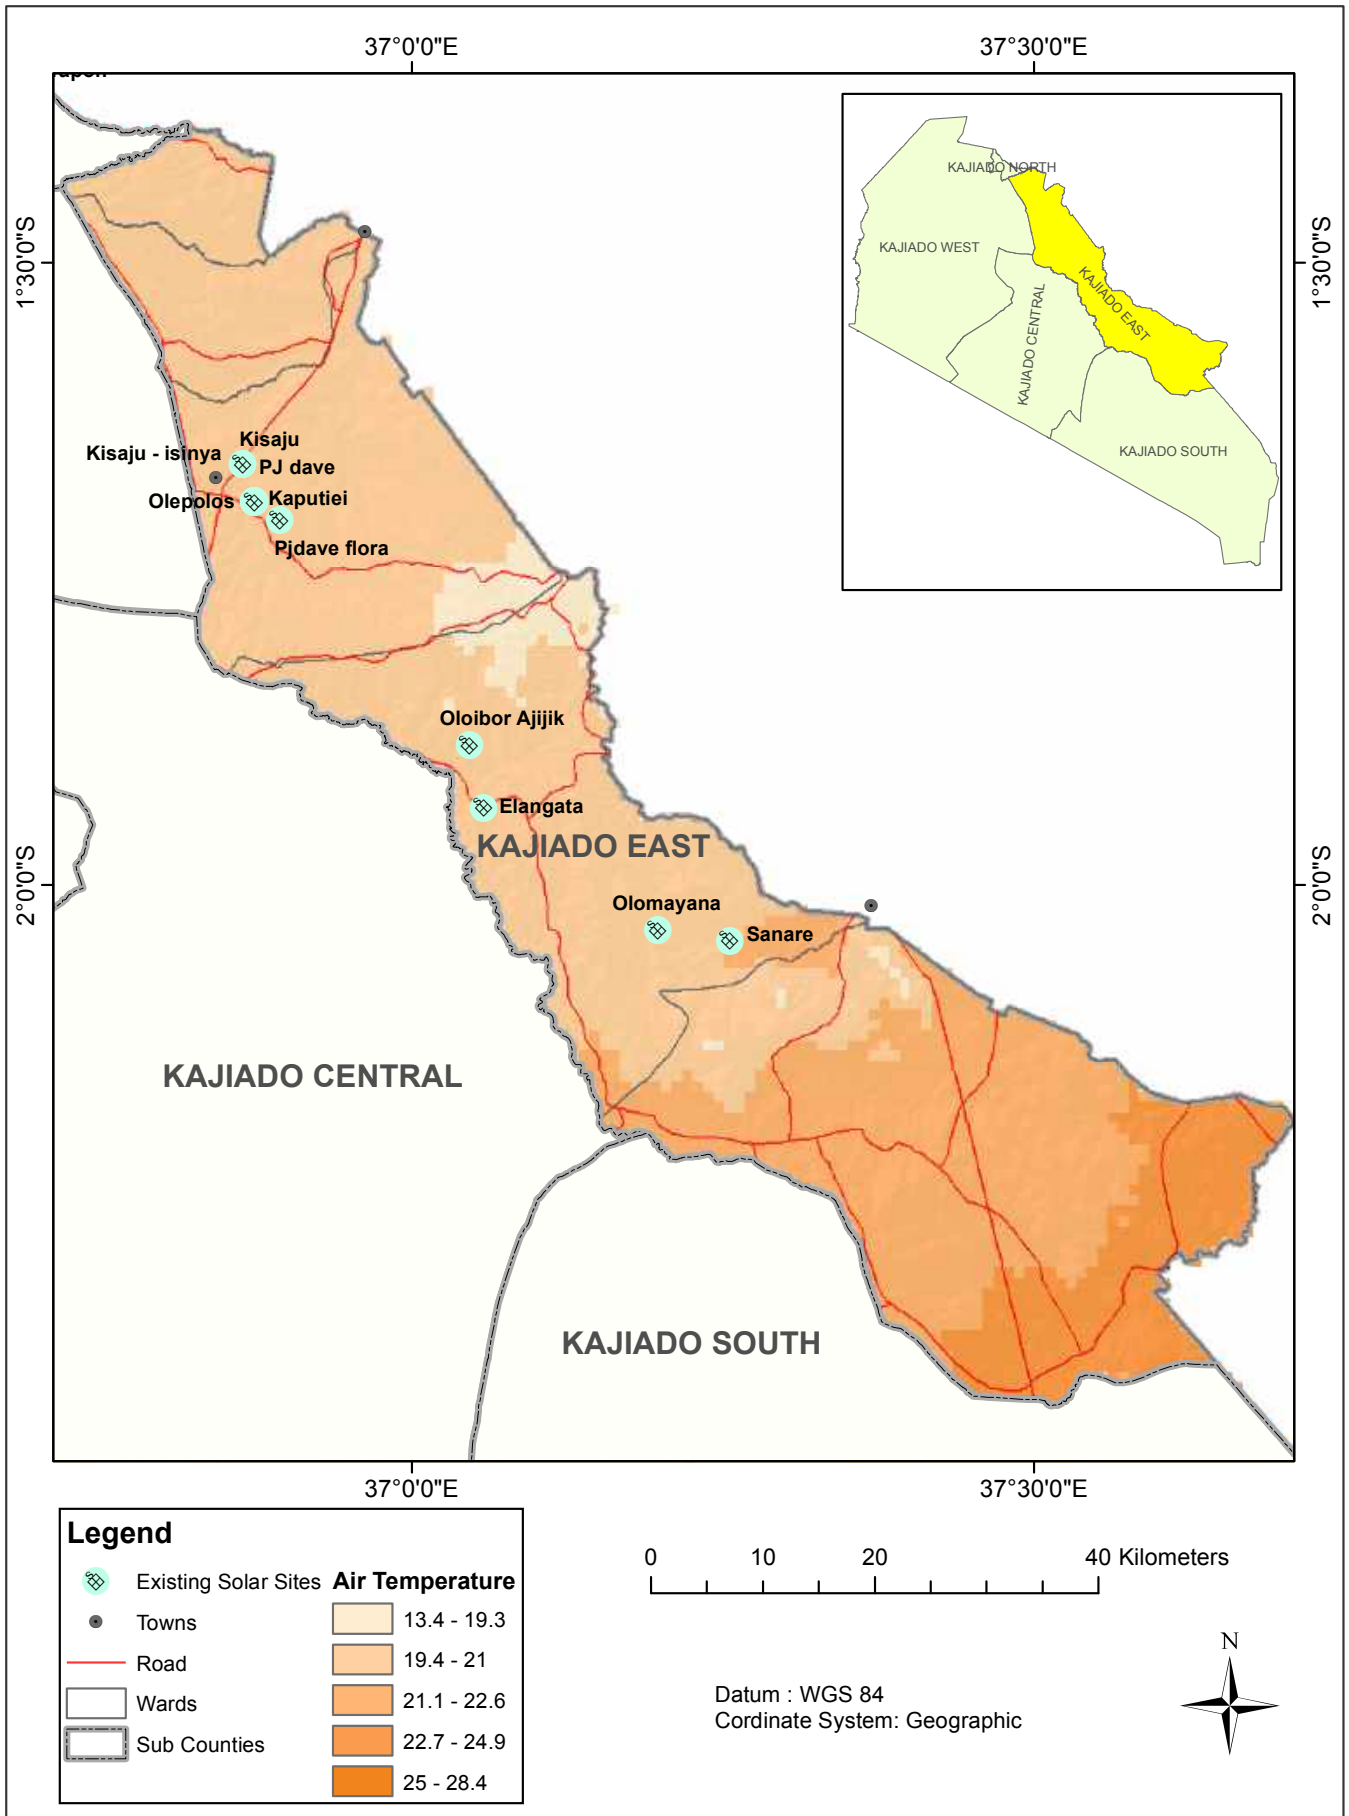 37°0'0"E
37°30'0"E
KAJIADO NORTH
KAJIADO WEST
KAJIADO CENTRAL
KAJIADO EAST
KAJIADO SOUTH
1°30'0"S
1°30'0"S
Kisaju
Kisaju - isinya
PJ dave
Olepolos
Kaputiei
Pjdave flora
Oloibor Ajijik
Elangata
KAJIADO EAST
2°0'0"S
2°0'0"S
Olomayana
Sanare
KAJIADO CENTRAL
KAJIADO SOUTH
37°0'0"E
37°30'0"E
Legend
Existing Solar Sites
Towns
Road
Wards
Sub Counties
Air Temperature
13.4 - 19.3
19.4 - 21
21.1 - 22.6
22.7 - 24.9
25 - 28.4
0 10 20 40 Kilometers
Datum : WGS 84
Cordinate System: Geographic
N